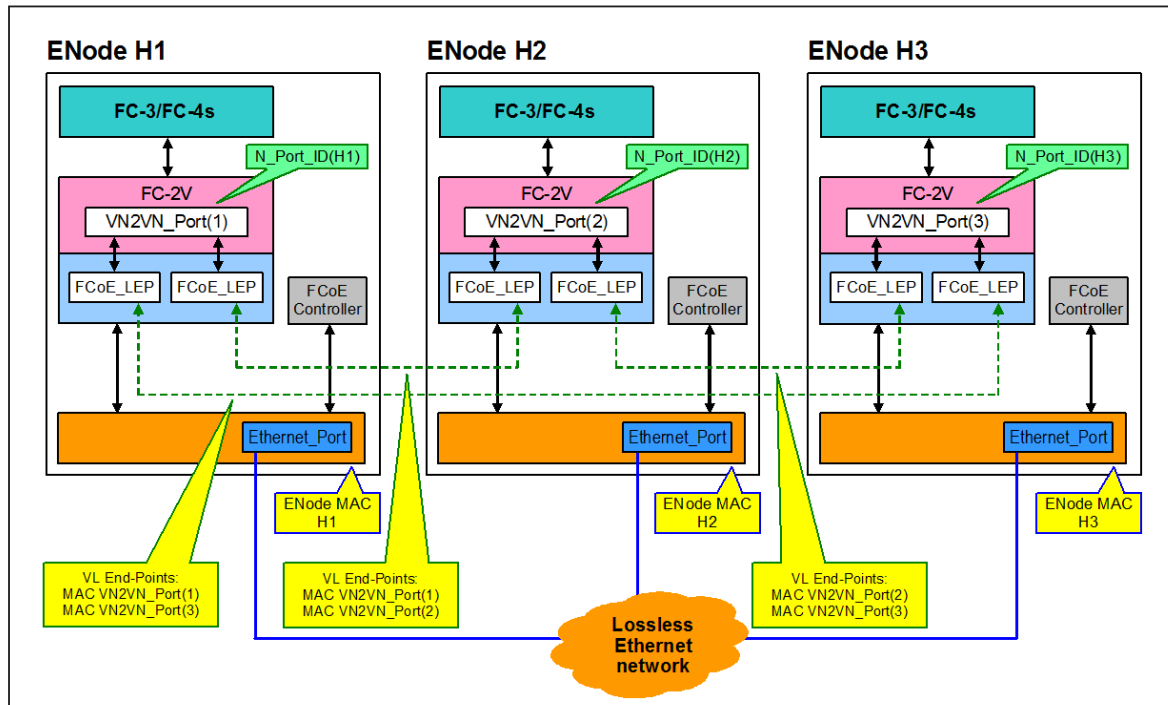 ENode H1
ENode H2
ENode H3
FC-3/FC-4s
FC-3/FC-4s
FC-3/FC-4s
N_Port_ID(H1)
N_Port_ID(H2)
N_Port_ID(H3)
FC-2V
FC-2V
FC-2V
VN2VN_Port(1)
VN2VN_Port(2)
VN2VN_Port(3)
FCoE_LEP
FCoE_LEP
FCoE
Controller
FCoE_LEP
FCoE_LEP
FCoE
Controller
FCoE_LEP
FCoE_LEP
FCoE
Controller
Ethernet_Port
Ethernet_Port
Ethernet_Port
ENode MAC
H1
ENode MAC
H2
ENode MAC
H3
VL End-Points:
MAC VN2VN_Port(1)
MAC VN2VN_Port(3)
VL End-Points:
MAC VN2VN_Port(1)
MAC VN2VN_Port(2)
VL End-Points:
MAC VN2VN_Port(2)
MAC VN2VN_Port(3)
Lossless
Ethernet
network